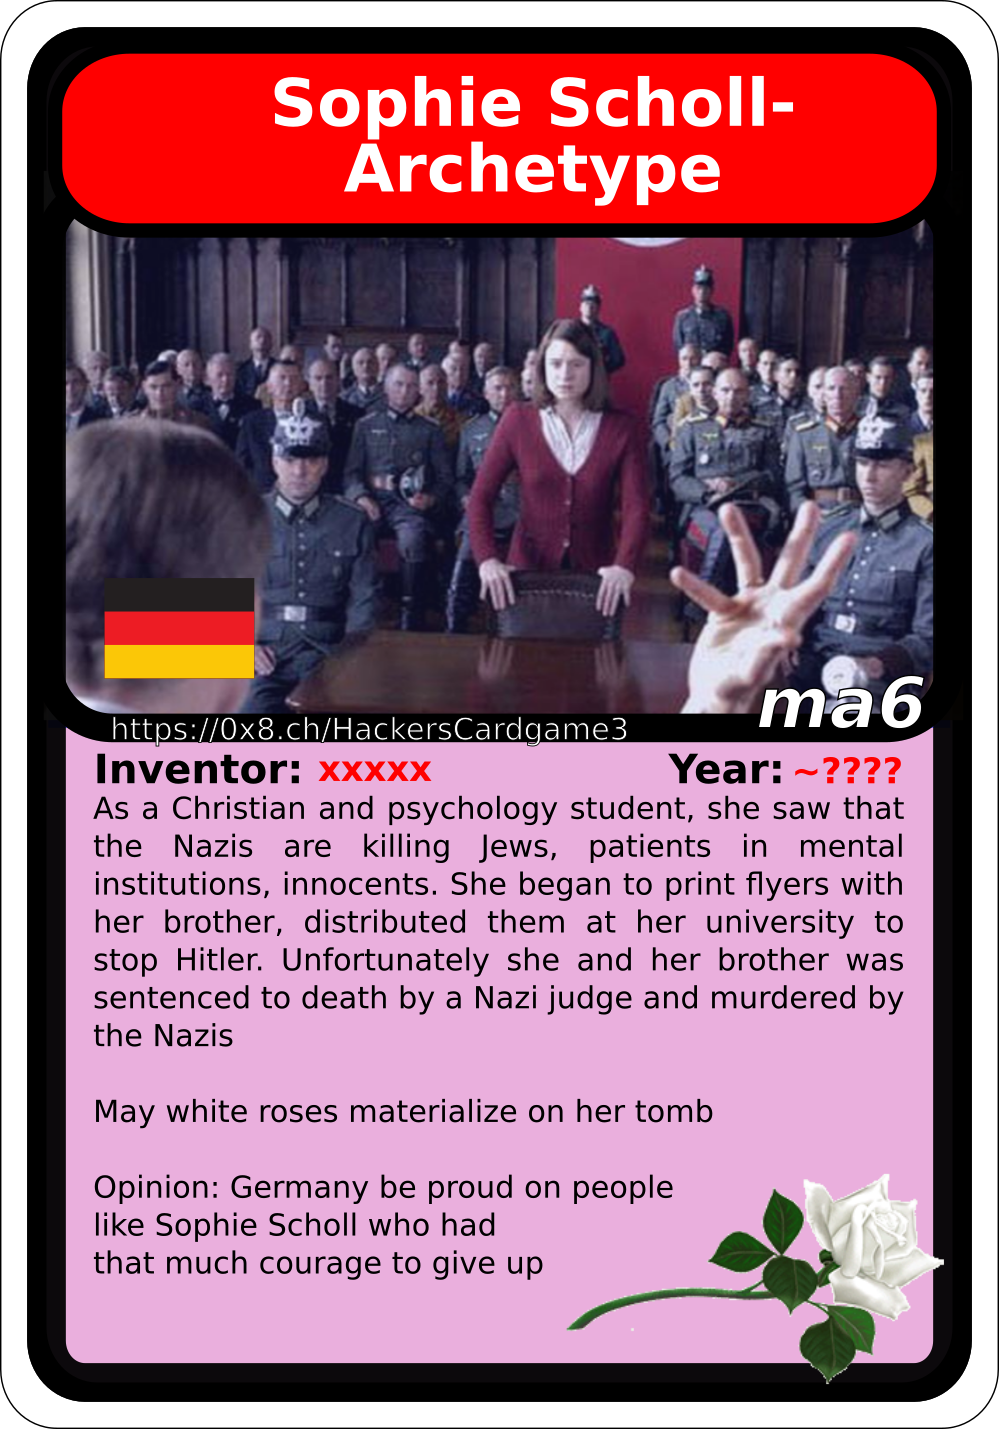 Sophie Scholl-
Archetype
ma6
https://0x8.ch/HackersCardgame3
Inventor: xxxxx Year: ~????
As a Christian and psychology student, she saw that
the Nazis are killing Jews, patients in mental
institutions, innocents. She began to print flyers with
her brother, distributed them at her university to
stop Hitler. Unfortunately she and her brother was
sentenced to death by a Nazi judge and murdered by
the Nazis
May white roses materialize on her tomb
Opinion: Germany be proud on people
like Sophie Scholl who had
that much courage to give up